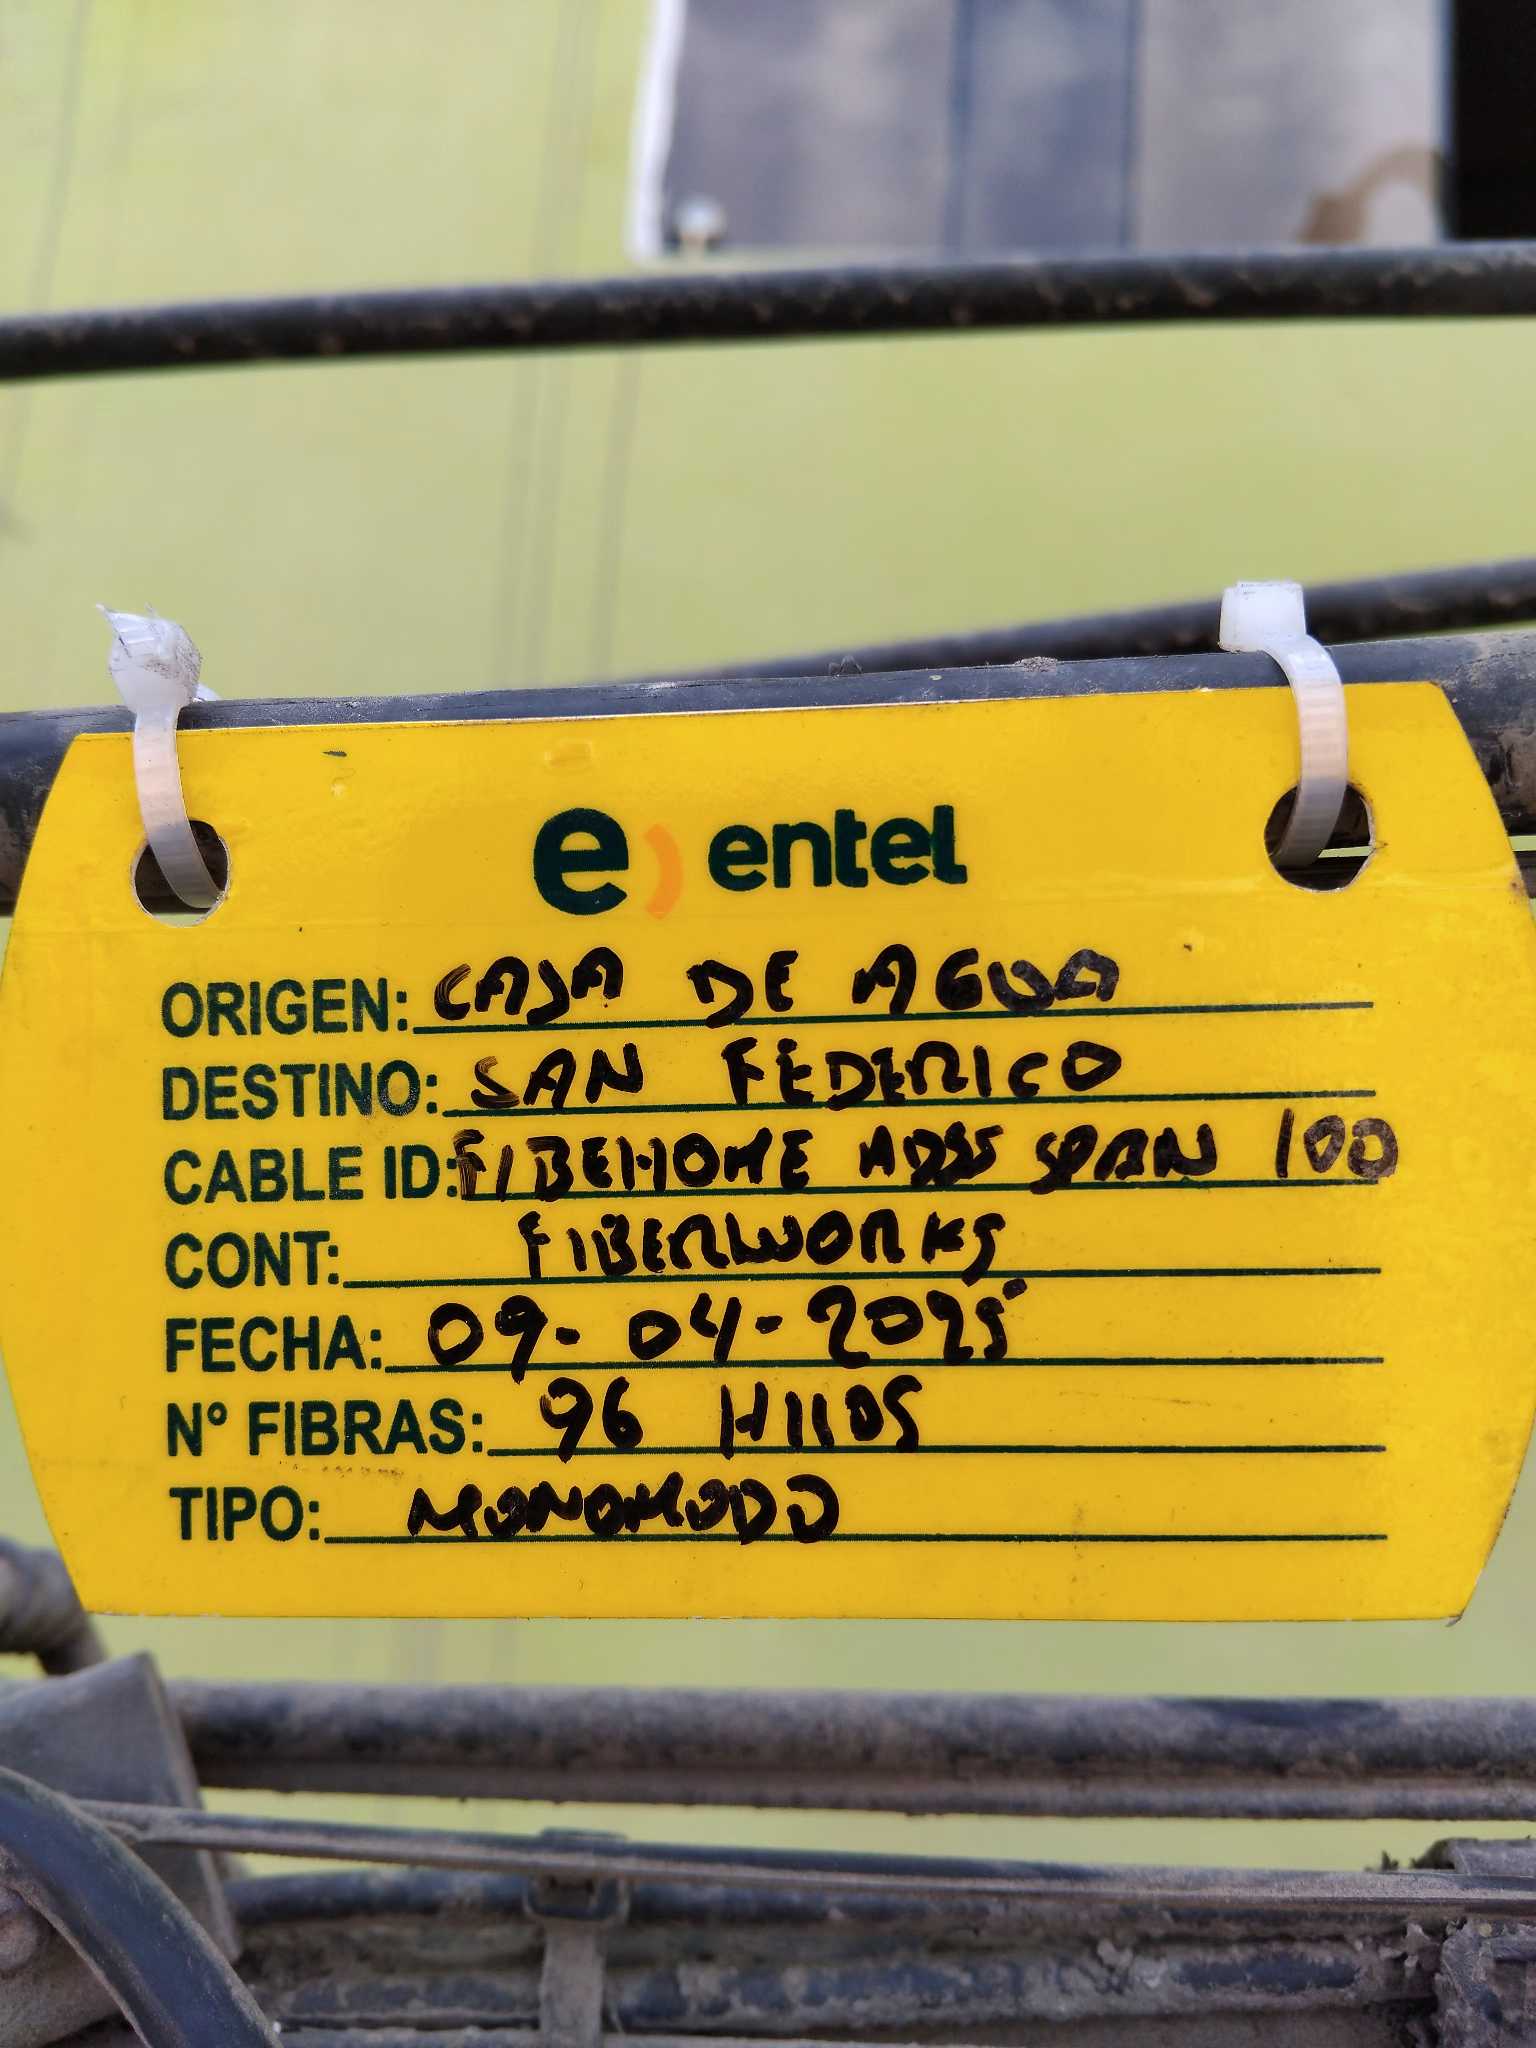 e) entel
ORIGEN: CAJA DE AGUA
DESTINO: SAN FEDERICO
CABLE ID: FIBEHOME ADSS SPAN 100
CONT: FIBERWORKS
FECHA: 09-04-2025
N° FIBRAS: 96 HILOS
TIPO: MONOMODO